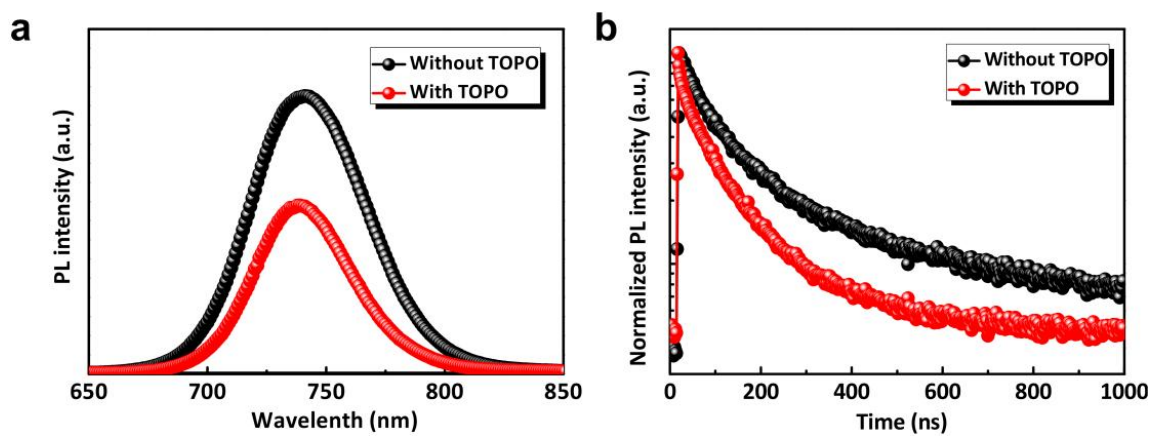 a
Without TOPO
With TOPO
PL intensity (a.u.)
650 700 750 800 850
Wavelenth (nm)
b
Without TOPO
With TOPO
Normalized PL intensity (a.u.)
0 200 400 600 800 1000
Time (ns)